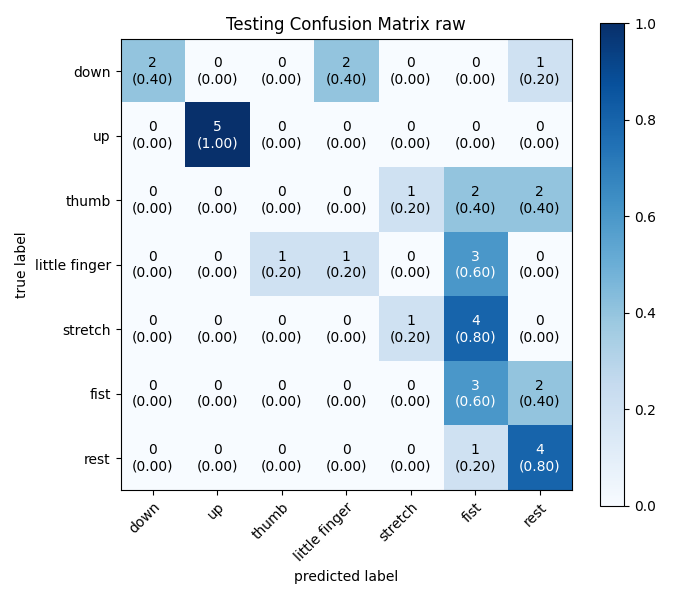 Testing Confusion Matrix raw
down 2 0 0 2 0 0 1
(0.40) (0.00) (0.00) (0.40) (0.00) (0.00) (0.20)
up 0 5 0 0 0 0 0
(0.00) (1.00) (0.00) (0.00) (0.00) (0.00) (0.00)
thumb 0 0 0 0 1 2 2
(0.00) (0.00) (0.00) (0.00) (0.20) (0.40) (0.40)
little finger 0 0 1 1 0 3 0
(0.00) (0.00) (0.20) (0.20) (0.00) (0.60) (0.00)
stretch 0 0 0 0 1 4 0
(0.00) (0.00) (0.00) (0.00) (0.20) (0.80) (0.00)
fist 0 0 0 0 0 3 2
(0.00) (0.00) (0.00) (0.00) (0.00) (0.60) (0.40)
rest 0 0 0 0 0 1 4
(0.00) (0.00) (0.00) (0.00) (0.00) (0.20) (0.80)
down up thumb little finger stretch fist rest
predicted label
true label
1.0
0.8
0.6
0.4
0.2
0.0